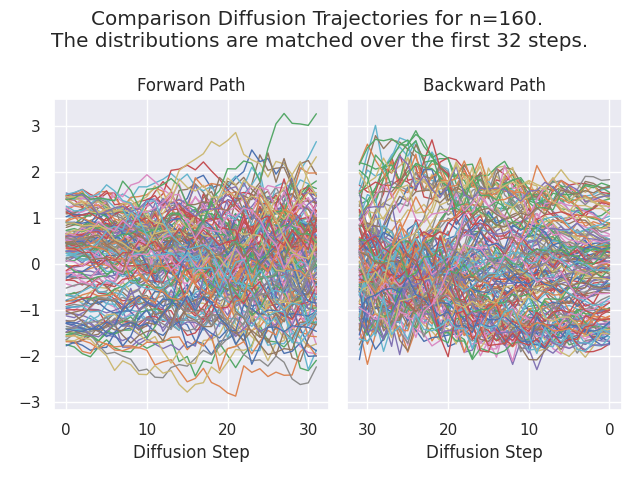 Comparison Diffusion Trajectories for n=160.
The distributions are matched over the first 32 steps.
Forward Path
Backward Path
3
2
1
0
−1
−2
−3
0
10
20
30
30
20
10
0
Diffusion Step
Diffusion Step